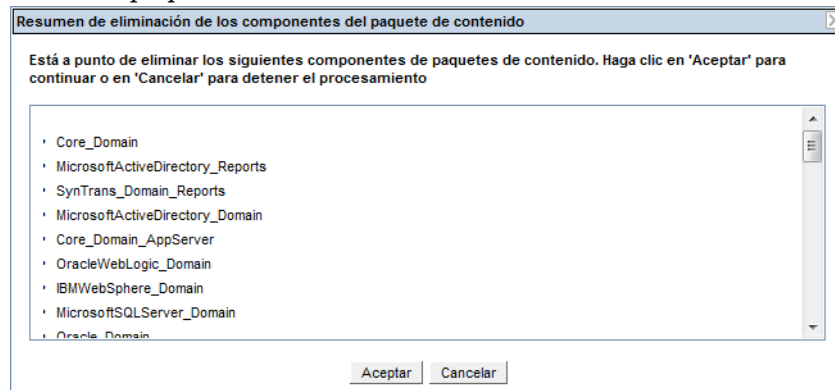 Resumen de eliminación de los componentes del paquete de contenido
Está a punto de eliminar los siguientes componentes de paquetes de contenido. Haga clic en 'Aceptar' para
continuar o en 'Cancelar' para detener el procesamiento
Core_Domain
MicrosoftActiveDirectory_Reports
SynTrans_Domain_Reports
MicrosoftActiveDirectory_Domain
Core_Domain_AppServer
OracleWebLogic_Domain
IBMWebSphere_Domain
MicrosoftSQLServer_Domain
Oracle_Domain
Aceptar Cancelar